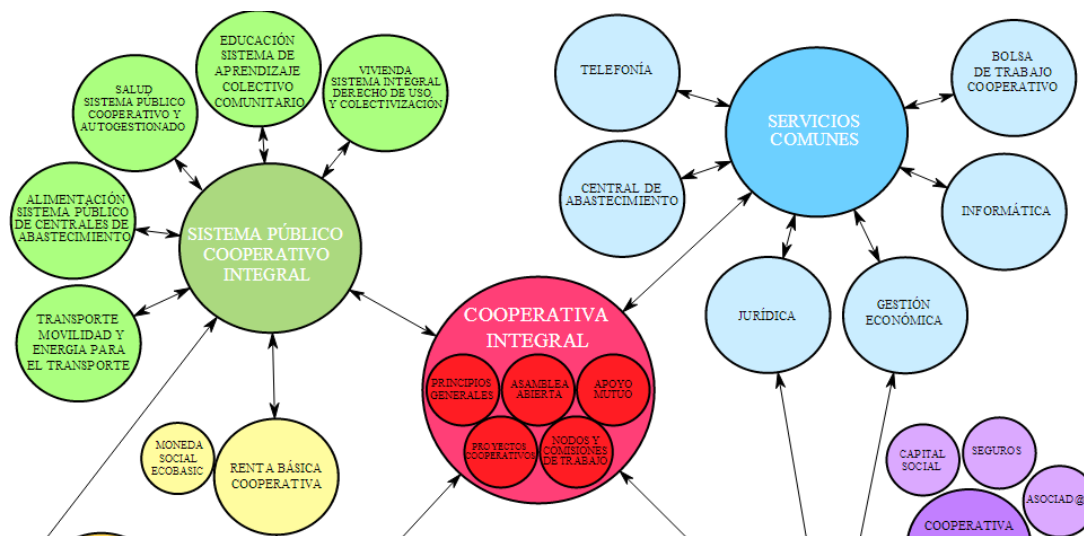 EDUCACIÓN
SISTEMA DE
APRENDIZAJE
COLECTIVO
COMUNITARIO
VIVIENDA
SISTEMA INTEGRAL
DERECHO DE USO,
Y COLECTIVIZACIÓN
SALUD
SISTEMA PÚBLICO
COOPERATIVO Y
AUTOGESTIONADO
ALIMENTACIÓN
SISTEMA PÚBLICO
DE CENTRALES DE
ABASTECIMIENTO
TRANSPORTE
MOVILIDAD Y
ENERGIA PARA
EL TRANSPORTE
SISTEMA PÚBLICO
COOPERATIVO
INTEGRAL
MONEDA
SOCIAL
ECOBASIC
RENTA BÁSICA
COOPERATIVA
COOPERATIVA
INTEGRAL
PRINCIPIOS
GENERALES
ASAMBLEA
ABIERTA
APOYO
MUTUO
PROYECTOS
COOPERATIVOS
NODOS Y
COMISIONES
DE TRABAJO
TELEFONÍA
BOLSA
DE TRABAJO
COOPERATIVO
SERVICIOS
COMUNES
CENTRAL DE
ABASTECIMIENTO
INFORMÁTICA
JURÍDICA
GESTIÓN
ECONÓMICA
CAPITAL
SOCIAL
SEGUROS
ASOCIAD@
COOPERATIVA